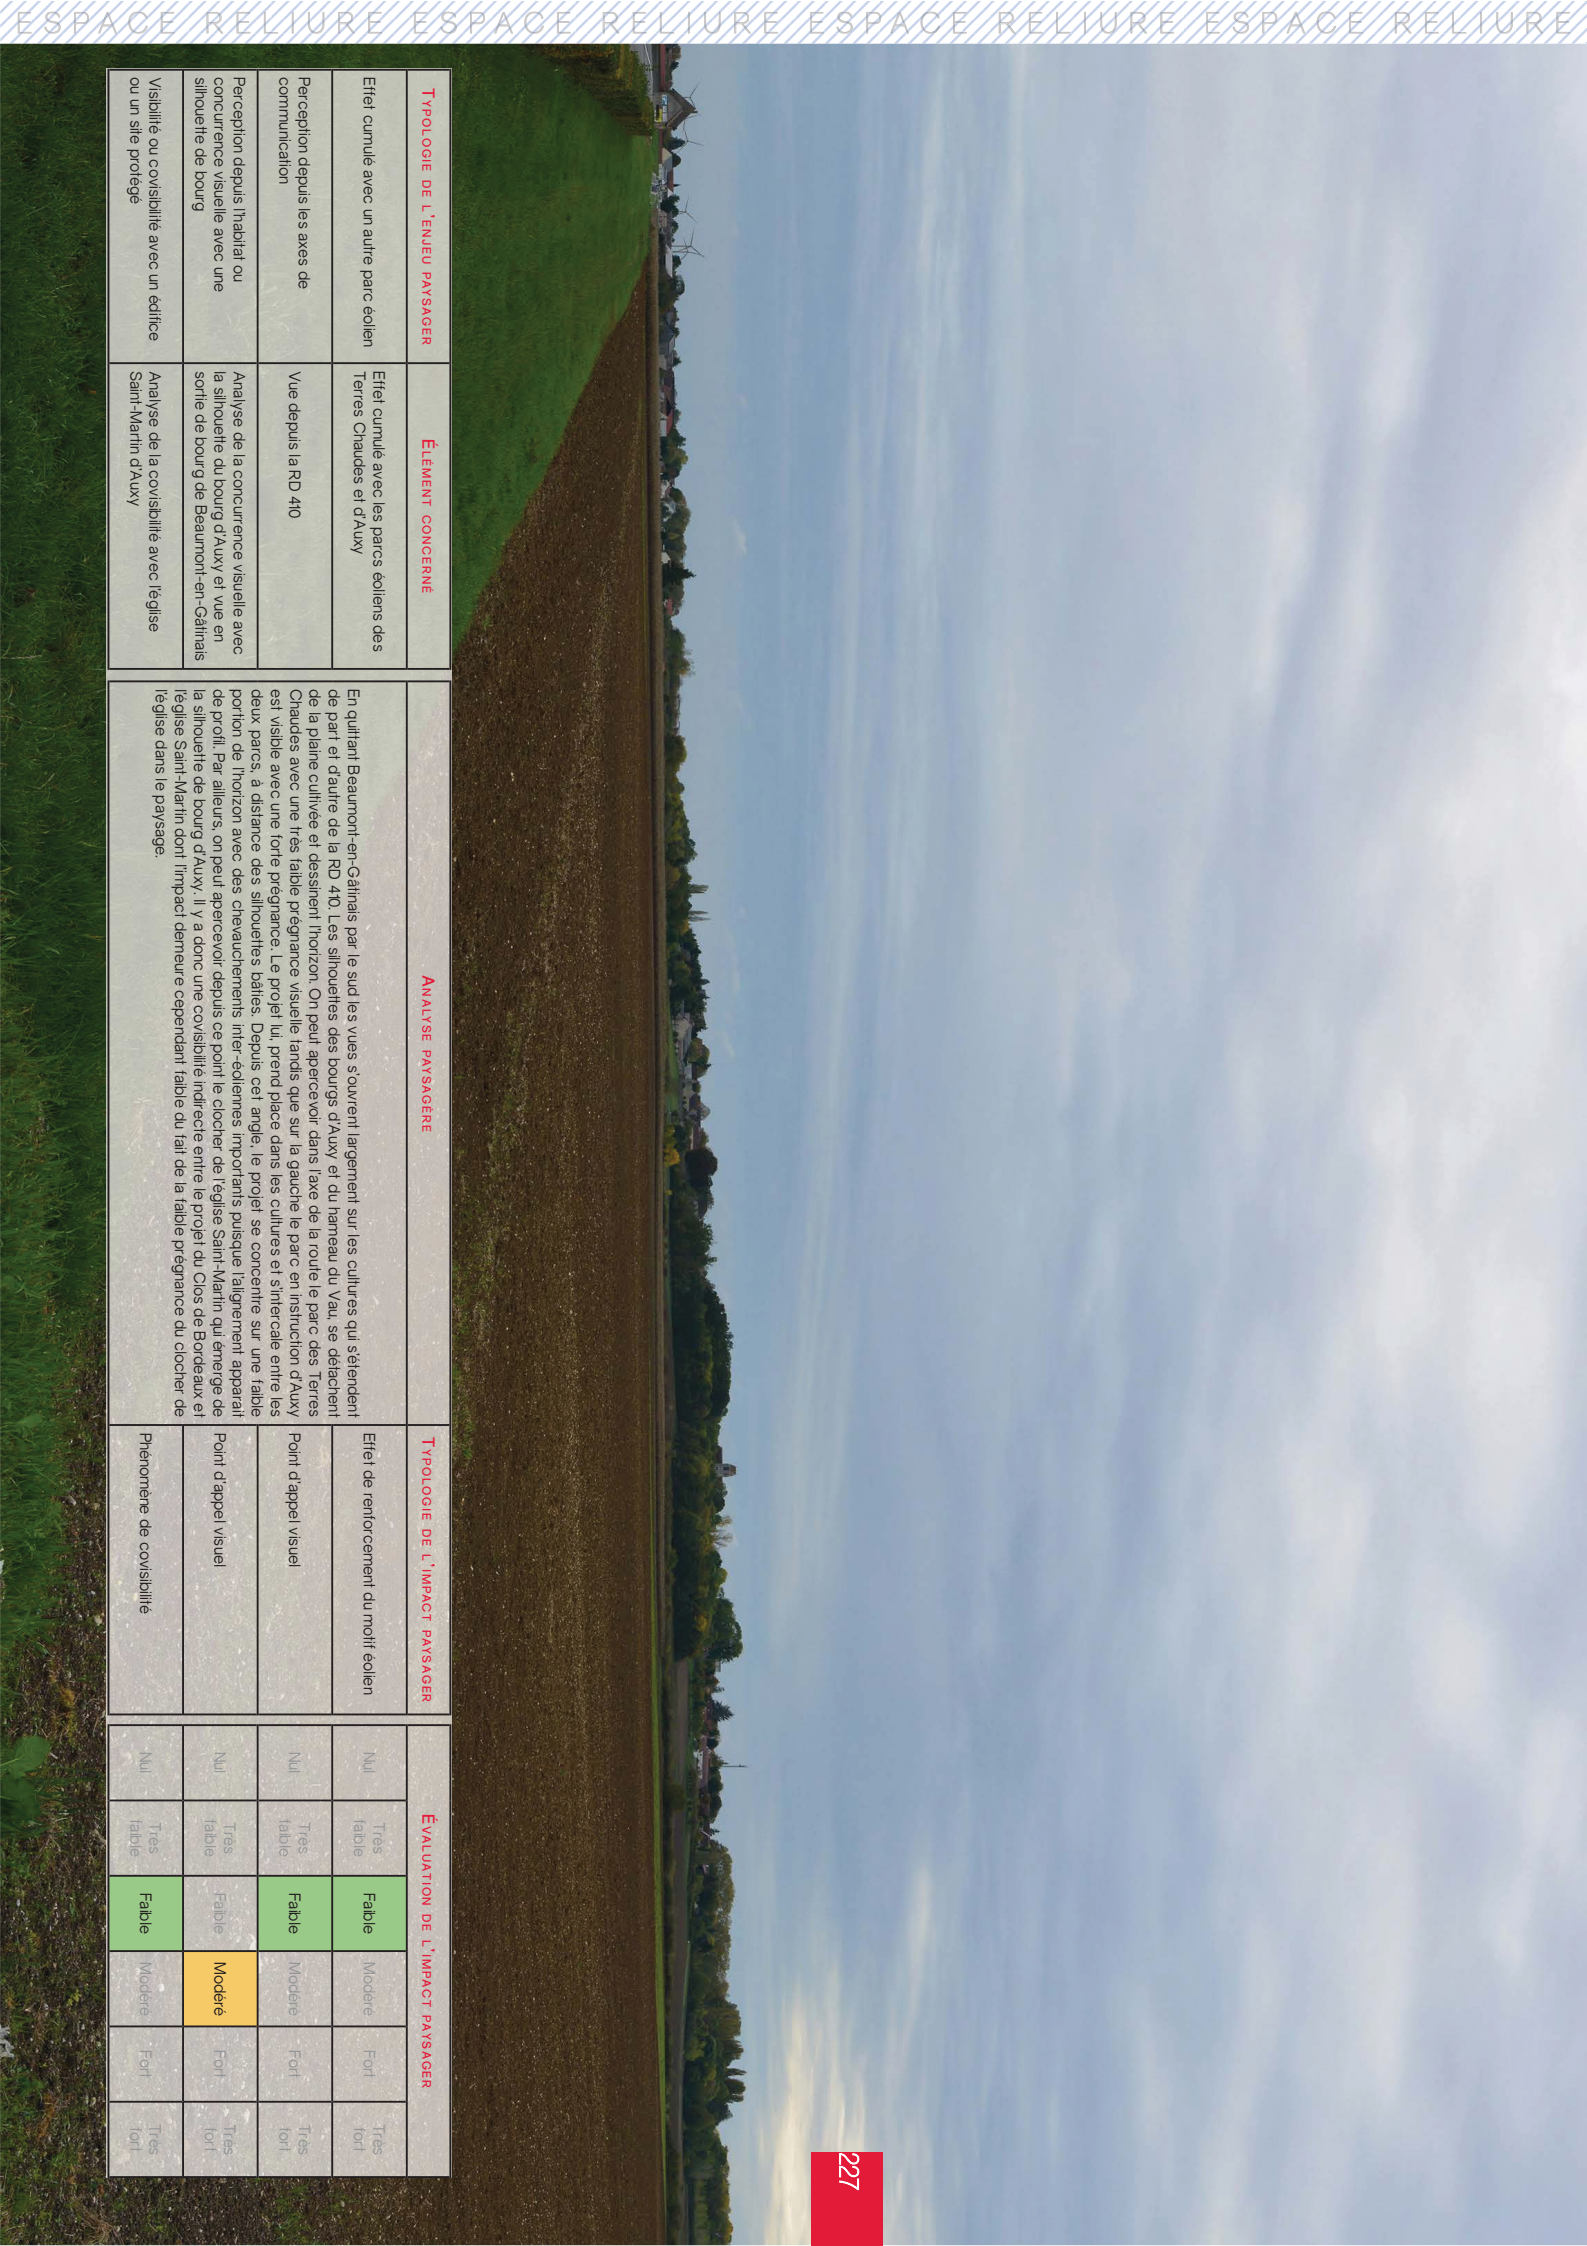 ESPACE RELIURE ESPACE RELIURE ESPACE RELIURE ESPACE RELIURE
TYPOLOGIE DE L'ENJEU PAYSAGER
ÉLÉMENT CONCERNÉ
ANALYSE PAYSAGÈRE
TYPOLOGIE DE L'IMPACT PAYSAGER
ÉVALUATION DE L'IMPACT PAYSAGER
Effet cumulé avec un autre parc éolien
Effet cumulé avec les parcs éoliens des
Terres Chaudes et d'Auxy
Perception depuis les axes de
communication
Vue depuis la RD 410
Perception depuis l'habitat ou
concurrence visuelle avec une
silhouette de bourg
Analyse de la concurrence visuelle avec
la silhouette du bourg d'Auxy et vue en
sortie de bourg de Beaumont-en-Gâtinais
Visibilité ou covisibilité avec un édifice
ou un site protégé
Analyse de la covisibilité avec l'église
Saint-Martin d'Auxy
En quittant Beaumont-en-Gâtinais par le sud les vues s'ouvrent largement sur les cultures qui s'étendent
de part et d'autre de la RD 410. Les silhouettes des bourgs d'Auxy et du hameau du Vau, se détachent
de la plaine cultivée et dessinent l'horizon. On peut apercevoir dans l'axe de la route le parc des Terres
Chaudes avec une très faible prégnance visuelle tandis que sur la gauche le parc en instruction d'Auxy
est visible avec une forte prégnance. Le projet lui, prend place dans les cultures et s'intercale entre les
deux parcs, à distance des silhouettes bâties. Depuis cet angle, le projet se concentre sur une faible
portion de l'horizon avec des chevauchements inter-éoliennes importants puisque l'alignement apparait
de profil. Par ailleurs, on peut apercevoir depuis ce point le clocher de l'église Saint-Martin qui émerge de
la silhouette de bourg d'Auxy. Il y a donc une covisibilité indirecte entre le projet du Clos de Bordeaux et
l'église Saint-Martin dont l'impact demeure cependant faible du fait de la faible prégnance du clocher de
l'église dans le paysage.
Effet de renforcement du motif éolien
Nul
Très
faible
Faible
Modéré
Fort
Très
fort
Point d'appel visuel
Nul
Très
faible
Faible
Modéré
Fort
Très
fort
Point d'appel visuel
Nul
Très
faible
Faible
Modéré
Fort
Très
fort
Phénomène de covisibilité
Nul
Très
faible
Faible
Modéré
Fort
Très
fort
227